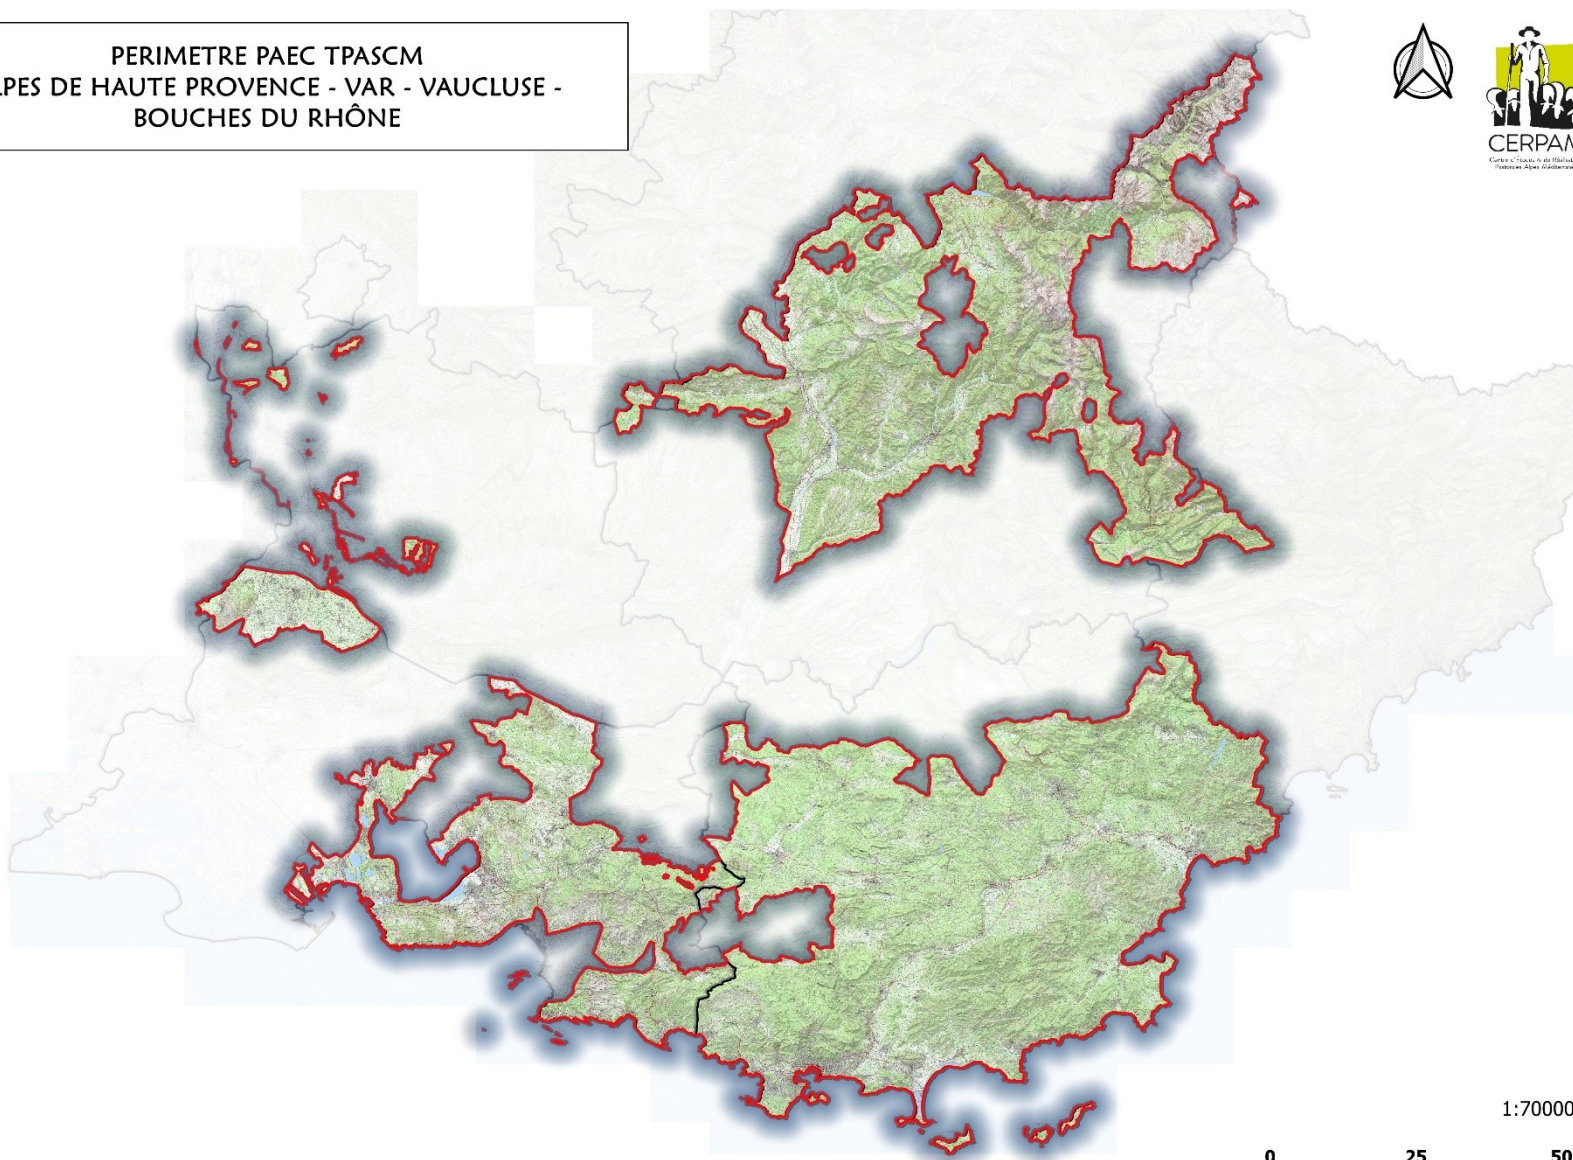 PERIMETRE PAEC TPASCM
LPES DE HAUTE PROVENCE - VAR - VAUCLUSE -
BOUCHES DU RHÔNE
CERPAM
1:70000
0 25 50